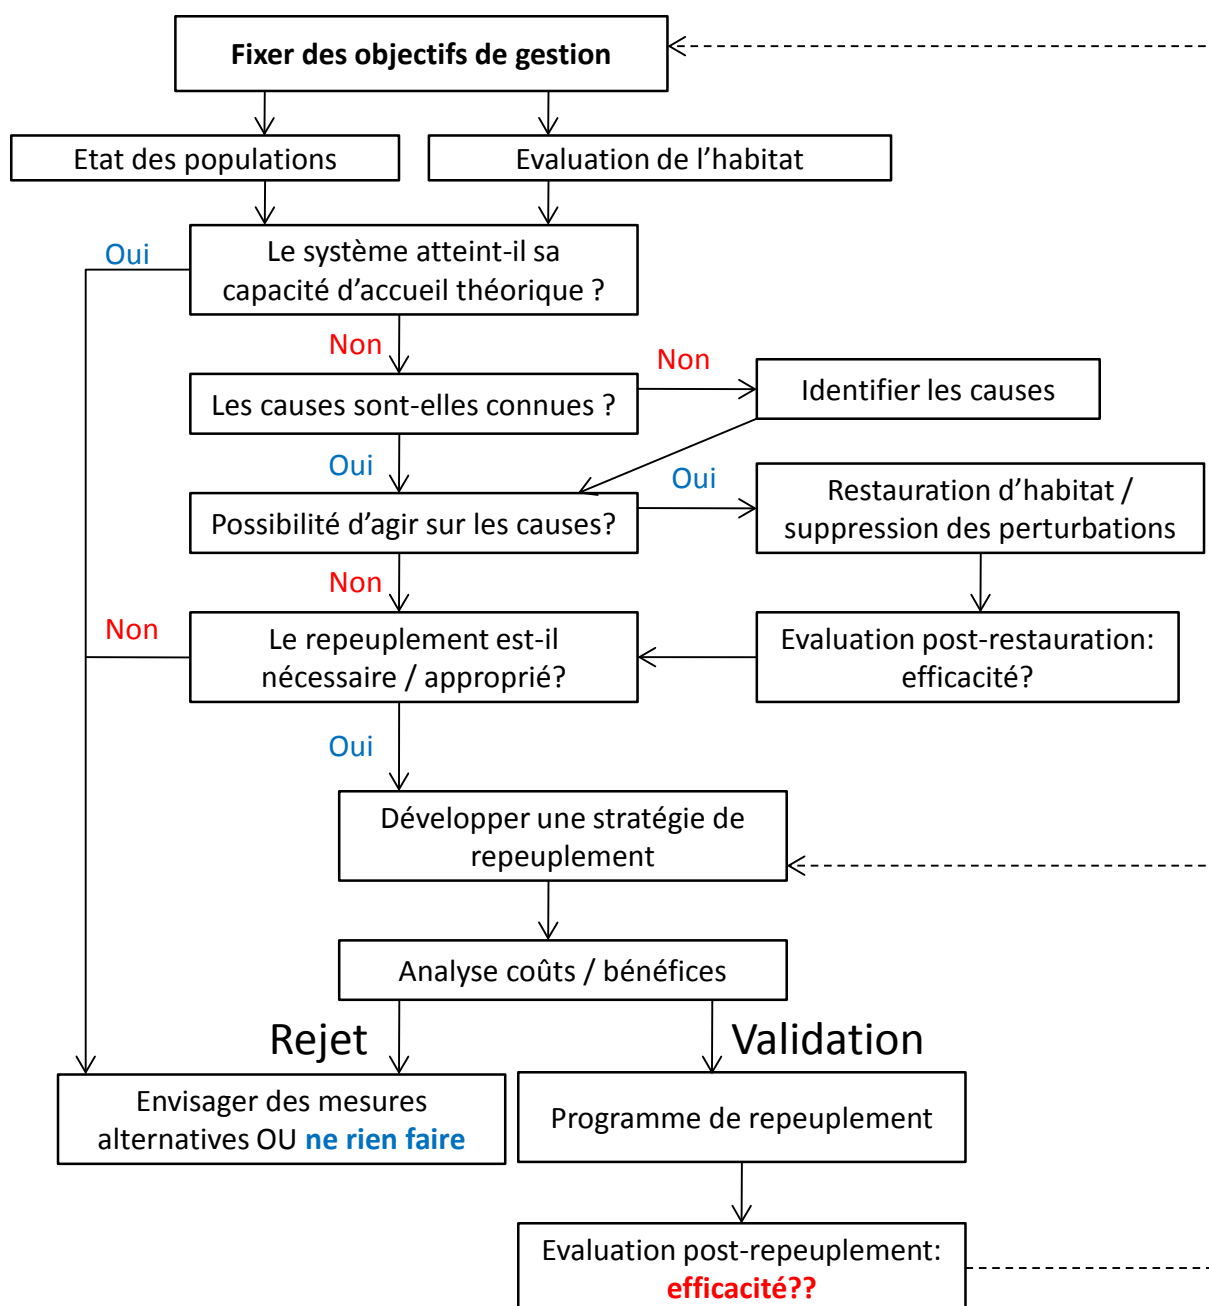 Fixer des objectifs de gestion
Etat des populations
Evaluation de l’habitat
Oui
Le système atteint-il sa
capacité d’accueil théorique ?
Non
Non
Les causes sont-elles connues ?
Identifier les causes
Oui
Oui
Possibilité d’agir sur les causes?
Restauration d’habitat /
suppression des perturbations
Non
Non
Le repeuplement est-il
nécessaire / approprié?
Evaluation post-restauration:
efficacité?
Oui
Développer une stratégie de
repeuplement
Analyse coûts / bénéfices
Rejet
Validation
Envisager des mesures
alternatives OU ne rien faire
Programme de repeuplement
Evaluation post-repeuplement:
efficacité??